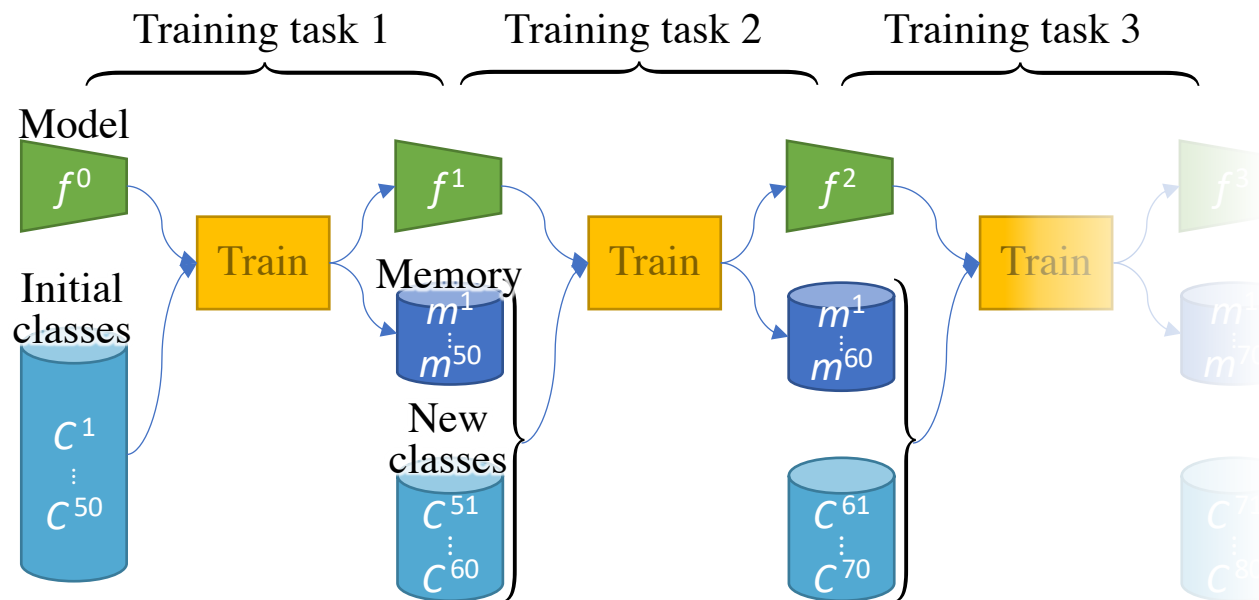 Training task 1
Training task 2
Training task 3
Model
f⁰
f¹
f²
f³
Train
Train
Train
Initial
classes
C¹
⋮
C⁵⁰
Memory
m¹
⋮
m⁵⁰
New
classes
C⁵¹
⋮
C⁶⁰
m¹
⋮
m⁶⁰
C⁶¹
⋮
C⁷⁰